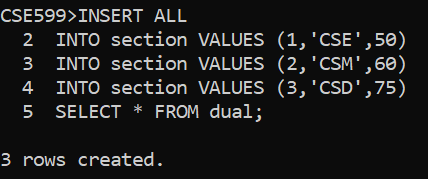 CSE599>INSERT ALL
  2  INTO section VALUES (1,'CSE',50)
  3  INTO section VALUES (2,'CSM',60)
  4  INTO section VALUES (3,'CSD',75)
  5  SELECT * FROM dual;
3 rows created.